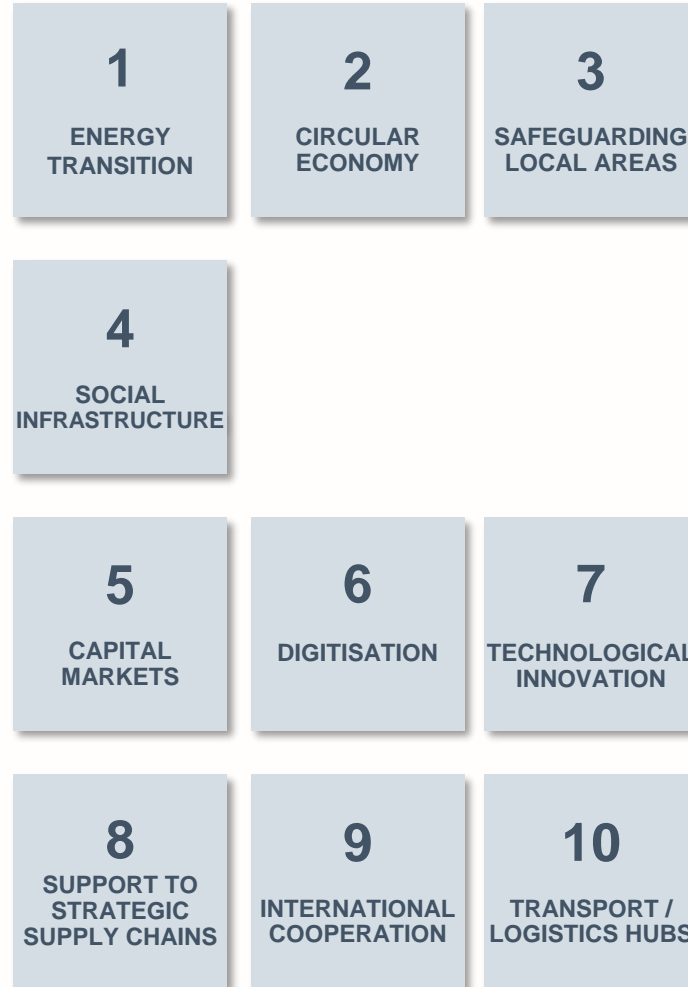 1
ENERGY
TRANSITION
2
CIRCULAR
ECONOMY
3
SAFEGUARDING
LOCAL AREAS
4
SOCIAL
INFRASTRUCTURE
5
CAPITAL
MARKETS
6
DIGITISATION
7
TECHNOLOGICAL
INNOVATION
8
SUPPORT TO
STRATEGIC
SUPPLY CHAINS
9
INTERNATIONAL
COOPERATION
10
TRANSPORT /
LOGISTICS HUBS